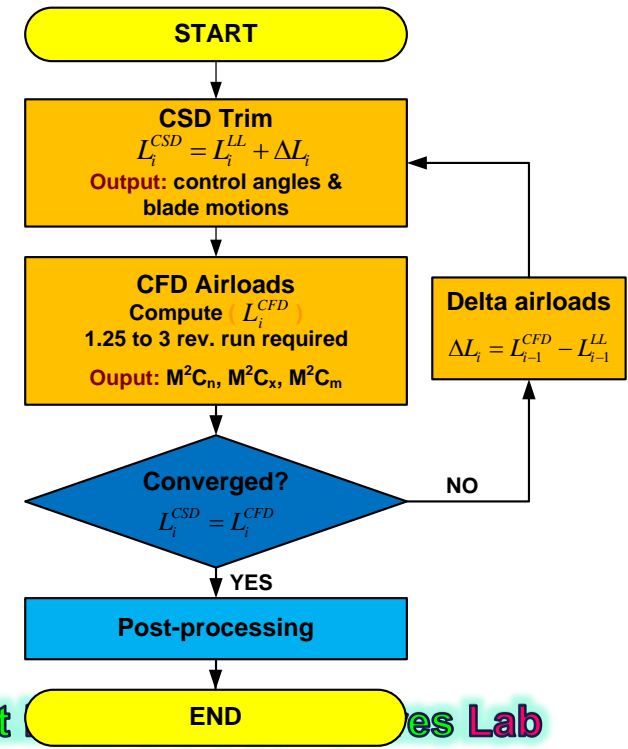 START
CSD Trim
L_i^{CSD} = L_i^{LL} + ΔL_i
Output: control angles &
blade motions
CFD Airloads
Compute ( L_i^{CFD} )
1.25 to 3 rev. run required
Ouput: M²Cₙ, M²Cₓ, M²Cₘ
Delta airloads
ΔL_i = L_{i-1}^{CFD} − L_{i-1}^{LL}
Converged?
L_i^{CSD} = L_i^{CFD}
NO
YES
Post-processing
END
Lab